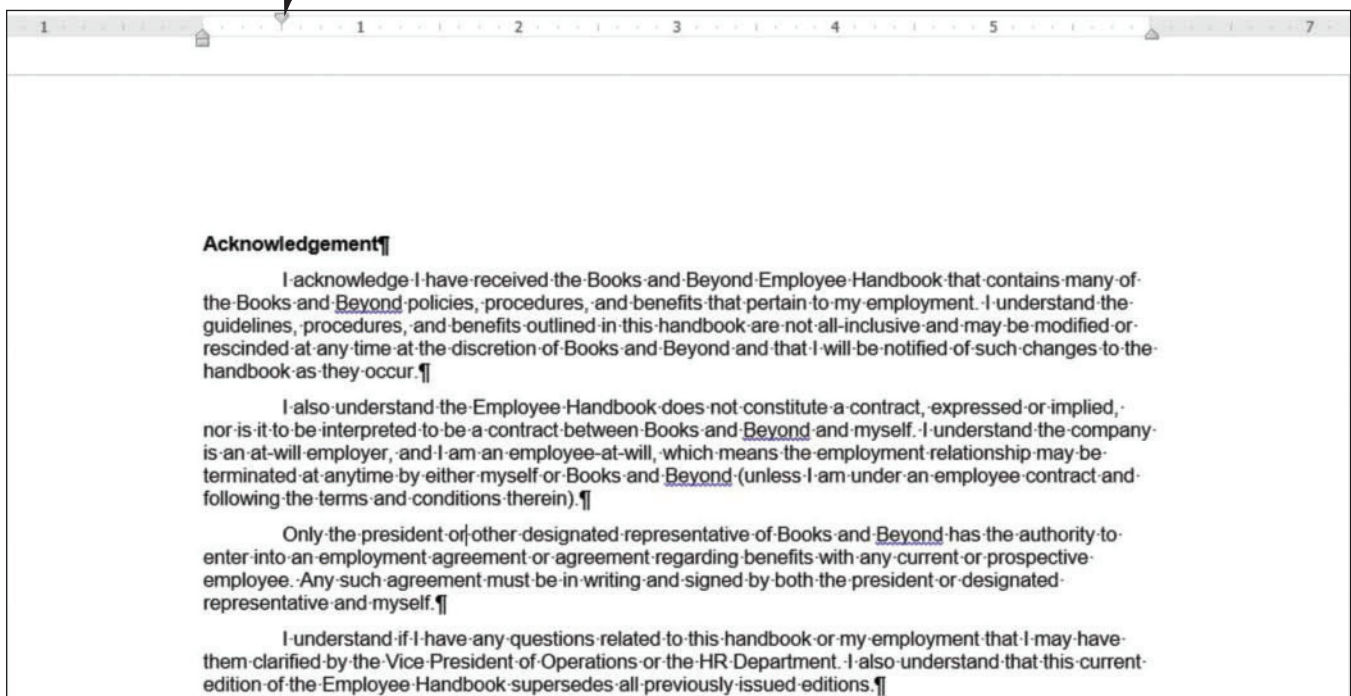 1 1 2 3 4 5 7
Acknowledgement¶
I·acknowledge·I·have·received·the·Books·and·Beyond·Employee·Handbook·that·contains·many·of·
the·Books·and·Beyond·policies,·procedures,·and·benefits·that·pertain·to·my·employment.·I·understand·the·
guidelines,·procedures,·and·benefits·outlined·in·this·handbook·are·not·all-inclusive·and·may·be·modified·or·
rescinded·at·any·time·at·the·discretion·of·Books·and·Beyond·and·that·I·will·be·notified·of·such·changes·to·the·
handbook·as·they·occur.¶
I·also·understand·the·Employee·Handbook·does·not·constitute·a·contract,·expressed·or·implied,·
nor·is·it·to·be·interpreted·to·be·a·contract·between·Books·and·Beyond·and·myself.·I·understand·the·company·
is·an·at-will·employer,·and·I·am·an·employee-at-will,·which·means·the·employment·relationship·may·be·
terminated·at·anytime·by·either·myself·or·Books·and·Beyond·(unless·I·am·under·an·employee·contract·and·
following·the·terms·and·conditions·therein).¶
Only·the·president·or·other·designated·representative·of·Books·and·Beyond·has·the·authority·to·
enter·into·an·employment·agreement·or·agreement·regarding·benefits·with·any·current·or·prospective·
employee.·Any·such·agreement·must·be·in·writing·and·signed·by·both·the·president·or·designated·
representative·and·myself.¶
I·understand·if·I·have·any·questions·related·to·this·handbook·or·my·employment·that·I·may·have·
them·clarified·by·the·Vice·President·of·Operations·or·the·HR·Department.·I·also·understand·that·this·current·
edition·of·the·Employee·Handbook·supersedes·all·previously·issued·editions.¶